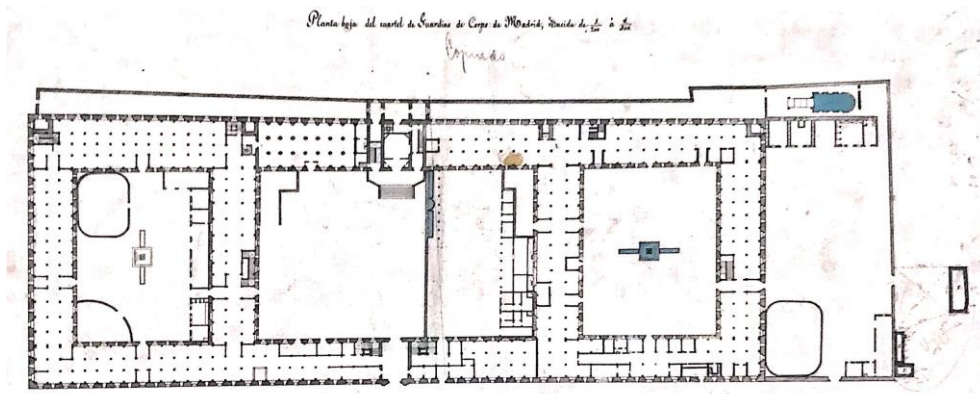 Planta baja del cuartel de Guardias de Corps de Madrid, reducida de à
Copiado